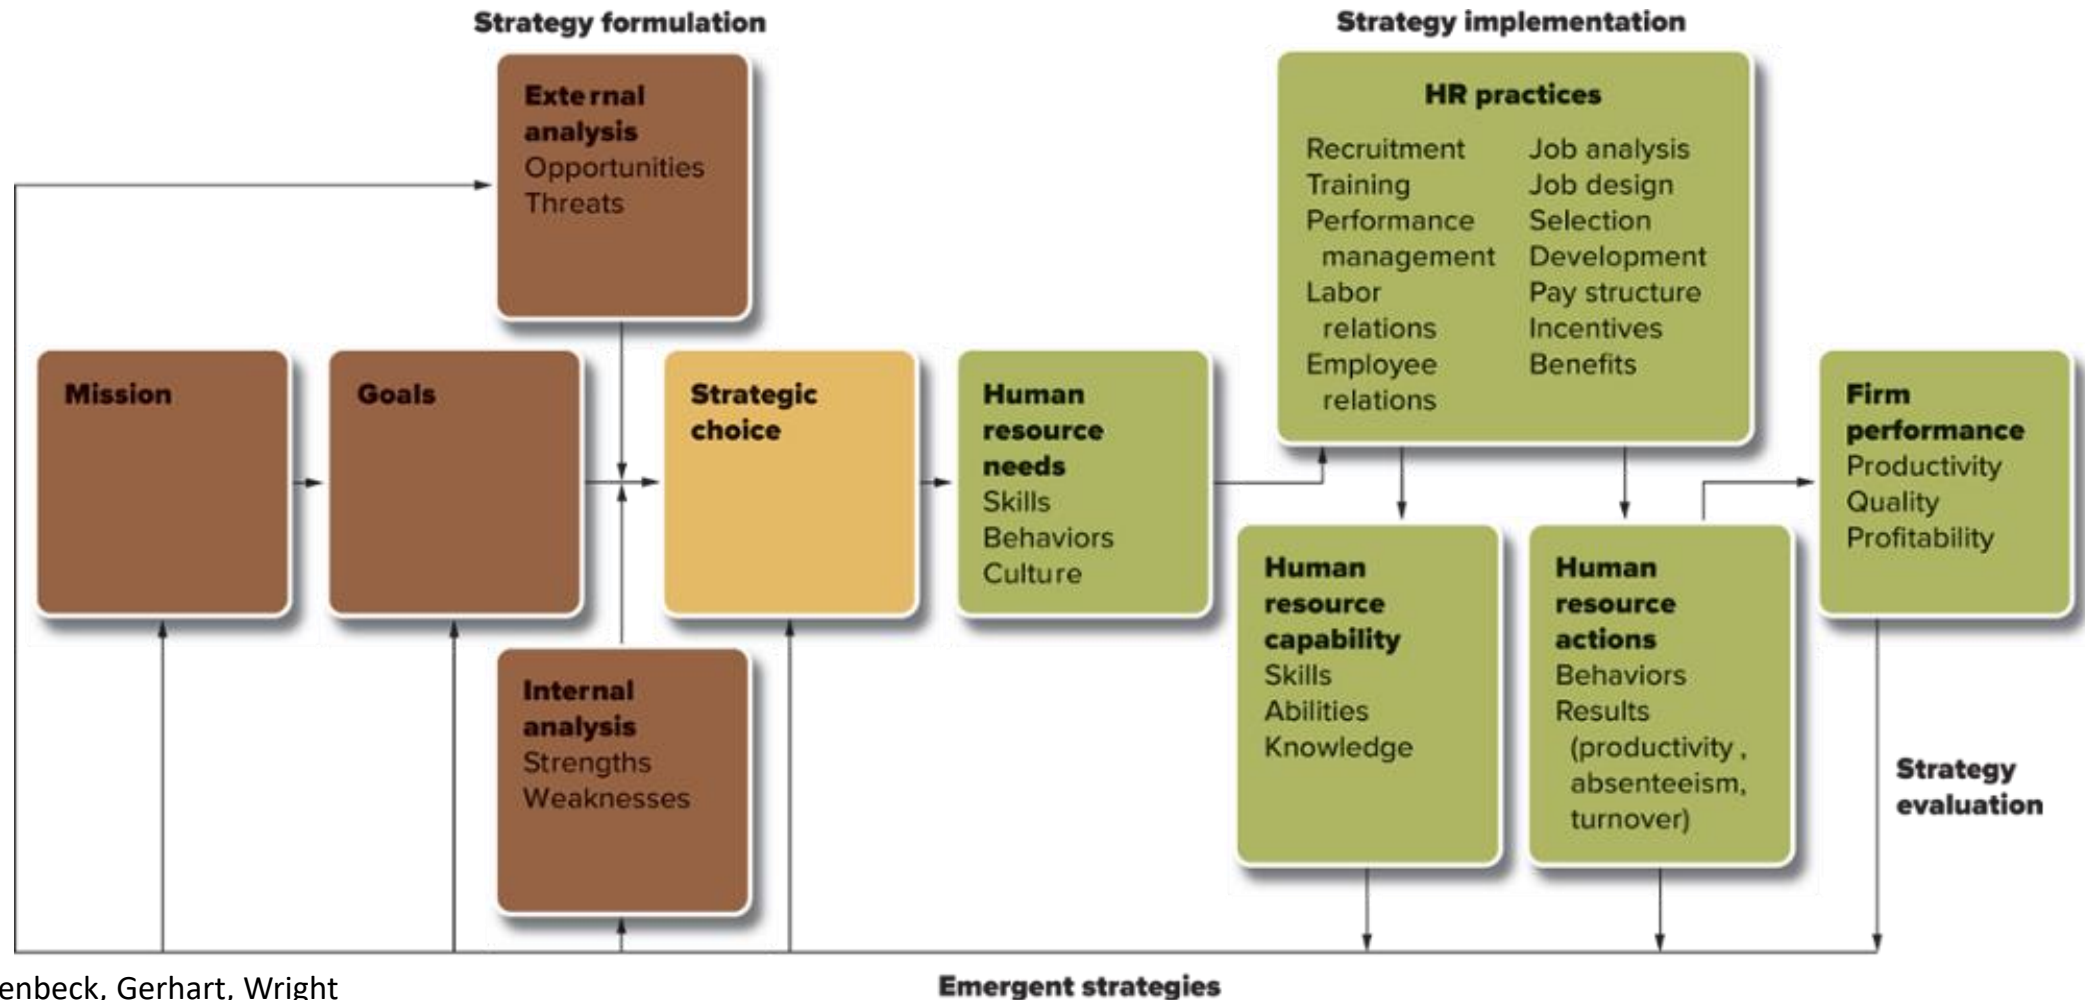 Strategy formulation
Strategy implementation
External
analysis
Opportunities
Threats
HR practices
Recruitment
Training
Performance
management
Labor
relations
Employee
relations
Job analysis
Job design
Selection
Development
Pay structure
Incentives
Benefits
Mission
Goals
Strategic
choice
Human
resource
needs
Skills
Behaviors
Culture
Firm
performance
Productivity
Quality
Profitability
Internal
analysis
Strengths
Weaknesses
Human
resource
capability
Skills
Abilities
Knowledge
Human
resource
actions
Behaviors
Results
(productivity,
absenteeism,
turnover)
Strategy
evaluation
Emergent strategies
enbeck, Gerhart, Wright